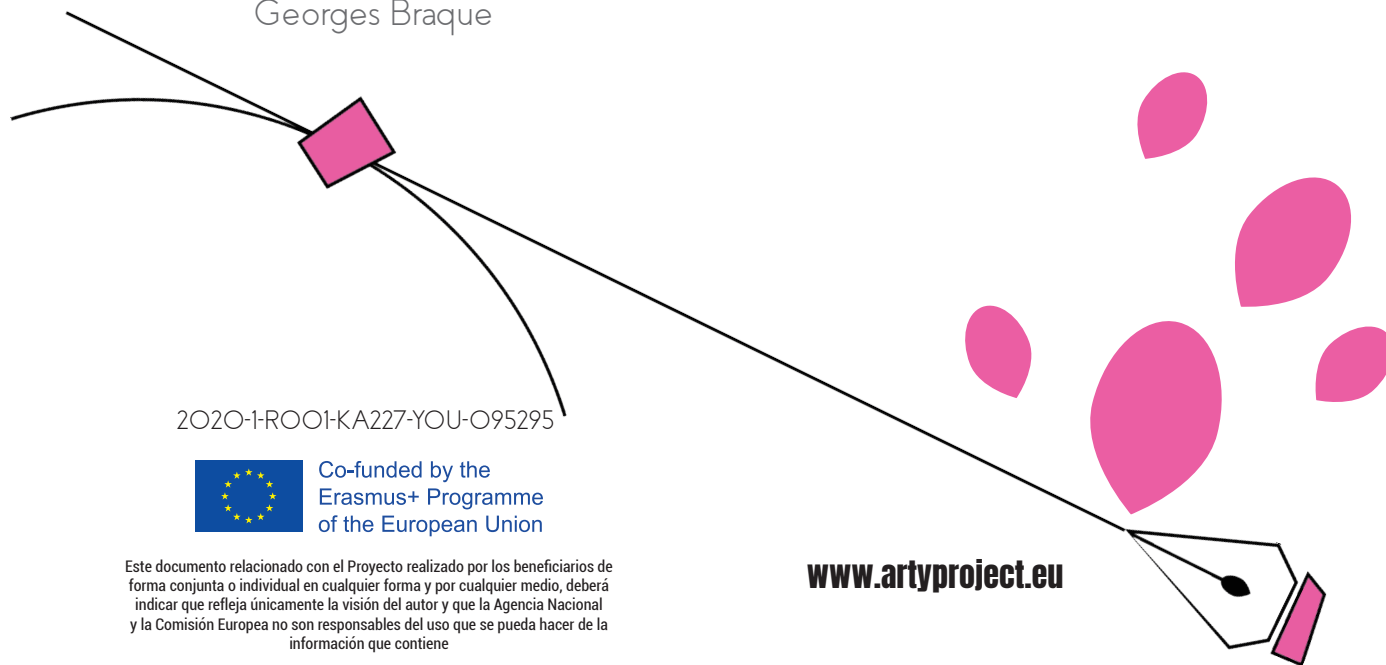 Georges Braque
2020-1-RO01-KA227-YOU-095295
Co-funded by the
Erasmus+ Programme
of the European Union
Este documento relacionado con el Proyecto realizado por los beneficiarios de
forma conjunta o individual en cualquier forma y por cualquier medio, deberá
indicar que refleja únicamente la visión del autor y que la Agencia Nacional
y la Comisión Europea no son responsables del uso que se pueda hacer de la
información que contiene
www.artyproject.eu